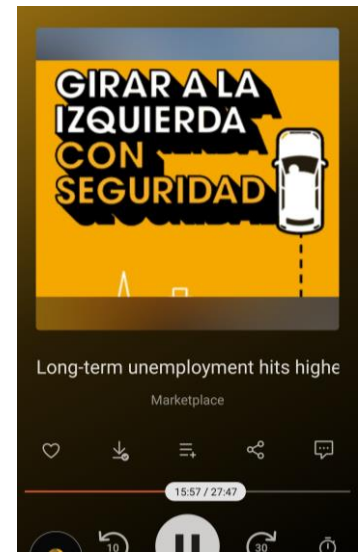 GIRAR A LA
IZQUIERDA
CON
SEGURIDAD
Long-term unemployment hits highe
Marketplace
15:57 / 27:47
10
30